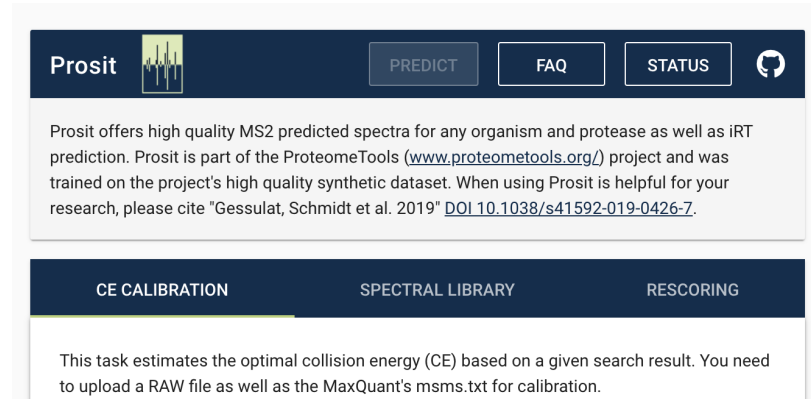 Prosit
PREDICT
FAQ
STATUS
Prosit offers high quality MS2 predicted spectra for any organism and protease as well as iRT
prediction. Prosit is part of the ProteomeTools (www.proteometools.org/) project and was
trained on the project's high quality synthetic dataset. When using Prosit is helpful for your
research, please cite "Gessulat, Schmidt et al. 2019" DOI 10.1038/s41592-019-0426-7.
CE CALIBRATION
SPECTRAL LIBRARY
RESCORING
This task estimates the optimal collision energy (CE) based on a given search result. You need
to upload a RAW file as well as the MaxQuant's msms.txt for calibration.